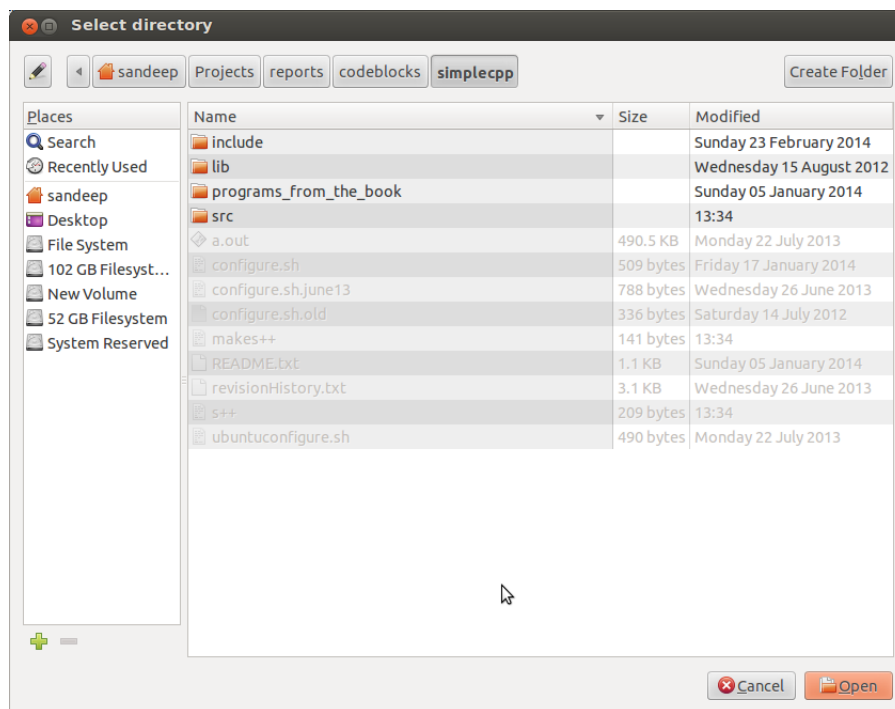 Select directory
sandeep Projects reports codeblocks simplecpp Create Folder
Places
Search
Recently Used
sandeep
Desktop
File System
102 GB Filesyst...
New Volume
52 GB Filesystem
System Reserved
Name Size Modified
include Sunday 23 February 2014
lib Wednesday 15 August 2012
programs_from_the_book Sunday 05 January 2014
src 13:34
a.out 490.5 KB Monday 22 July 2013
configure.sh 509 bytes Friday 17 January 2014
configure.sh.june13 788 bytes Wednesday 26 June 2013
configure.sh.old 336 bytes Saturday 14 July 2012
makes++ 141 bytes 13:34
README.txt 1.1 KB Sunday 05 January 2014
revisionHistory.txt 3.1 KB Wednesday 26 June 2013
s++ 209 bytes 13:34
ubuntuconfigure.sh 490 bytes Monday 22 July 2013
Cancel Open